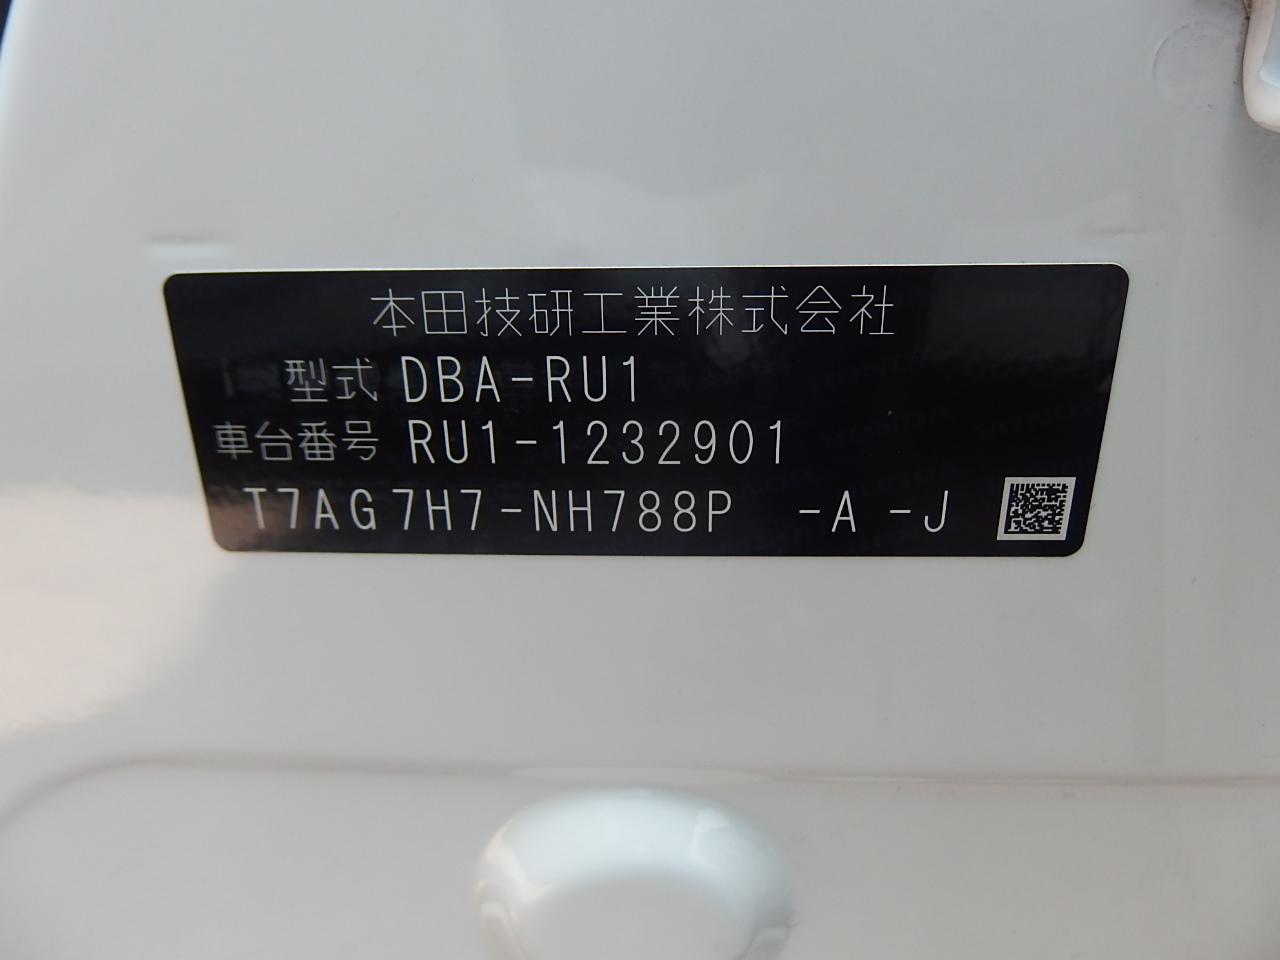 本田技研工業株式会社
型式 DBA-RU1
車台番号 RU1-1232901
T7AG7H7-NH788P -A -J